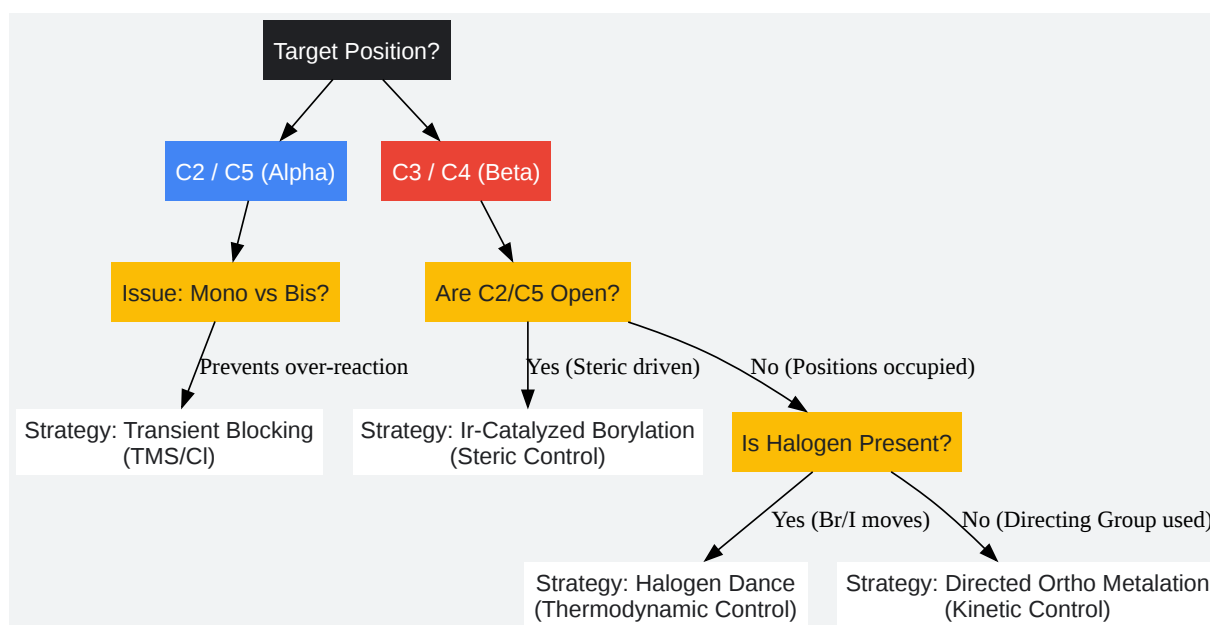 Target Position?
C2 / C5 (Alpha)
C3 / C4 (Beta)
Issue: Mono vs Bis?
Are C2/C5 Open?
Prevents over-reaction
Yes (Steric driven)
No (Positions occupied)
Strategy: Transient Blocking
(TMS/Cl)
Strategy: Ir-Catalyzed Borylation
(Steric Control)
Is Halogen Present?
Yes (Br/I moves)
No (Directing Group used)
Strategy: Halogen Dance
(Thermodynamic Control)
Strategy: Directed Ortho Metalation
(Kinetic Control)